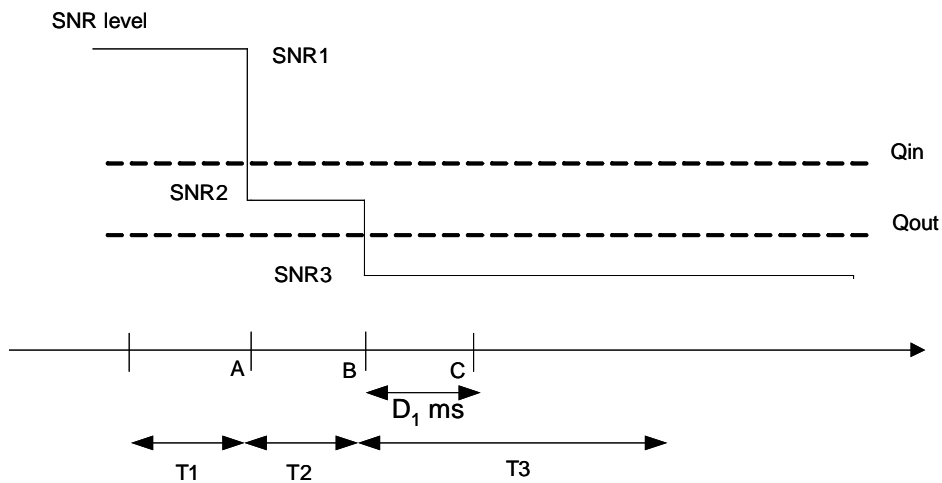 SNR level
SNR1
Qin
SNR2
Qout
SNR3
A B C
D₁ ms
T1 T2 T3